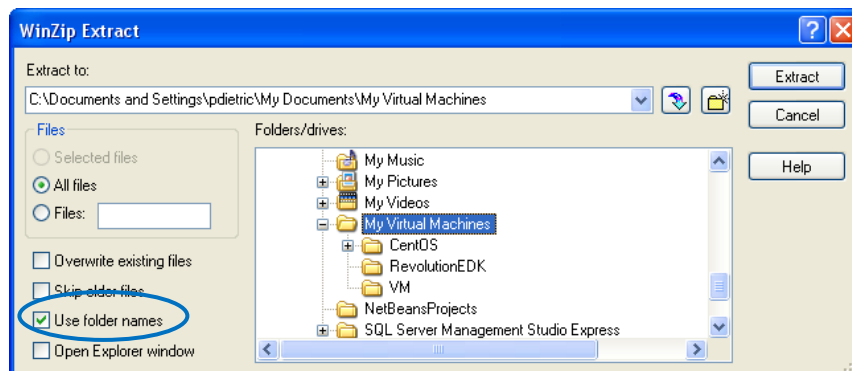 WinZip Extract
Extract to:
C:\Documents and Settings\pdietric\My Documents\My Virtual Machines
Extract
Cancel
Help
Files
Selected files
All files
Files:
Overwrite existing files
Skip older files
Use folder names
Open Explorer window
Folders/drives:
My Music
My Pictures
My Videos
My Virtual Machines
CentOS
RevolutionEDK
VM
NetBeansProjects
SQL Server Management Studio Express